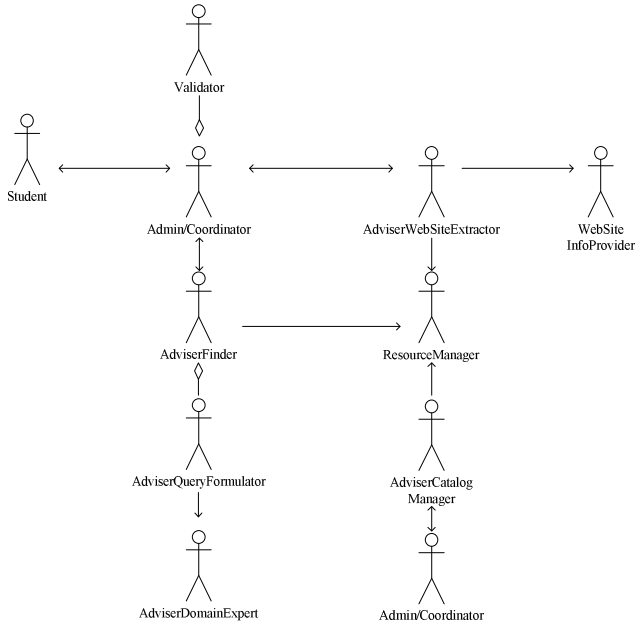 Validator
Student
Admin/Coordinator
AdviserWebSiteExtractor
WebSite
InfoProvider
AdviserFinder
ResourceManager
AdviserQueryFormulator
AdviserCatalog
Manager
AdviserDomainExpert
Admin/Coordinator